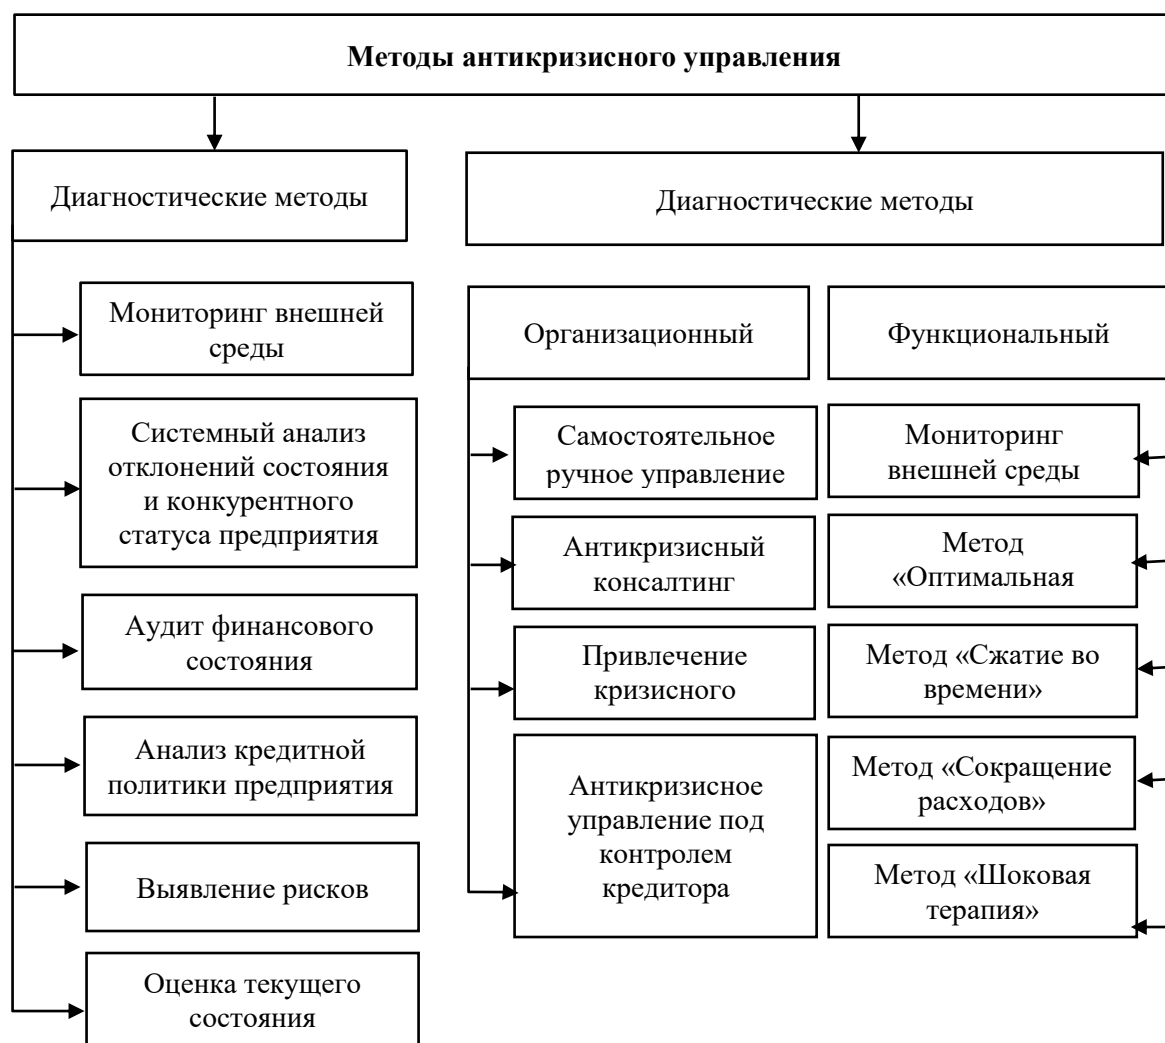 Методы антикризисного управления
Диагностические методы
Диагностические методы
Мониторинг внешней
среды
Системный анализ
отклонений состояния
и конкурентного
статуса предприятия
Аудит финансового
состояния
Анализ кредитной
политики предприятия
Выявление рисков
Оценка текущего
состояния
Организационный
Самостоятельное
ручное управление
Антикризисный
консалтинг
Привлечение
кризисного
Антикризисное
управление под
контролем
кредитора
Функциональный
Мониторинг
внешней среды
Метод
«Оптимальная
Метод «Сжатие во
времени»
Метод «Сокращение
расходов»
Метод «Шоковая
терапия»